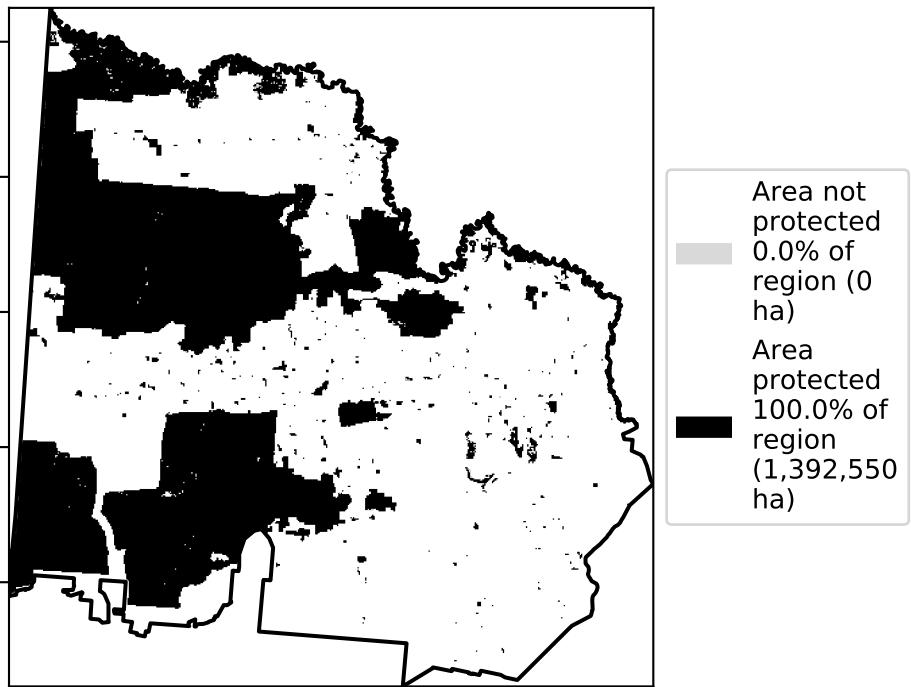 Area not
protected
0.0% of
region (0
ha)
Area
protected
100.0% of
region
(1,392,550
ha)